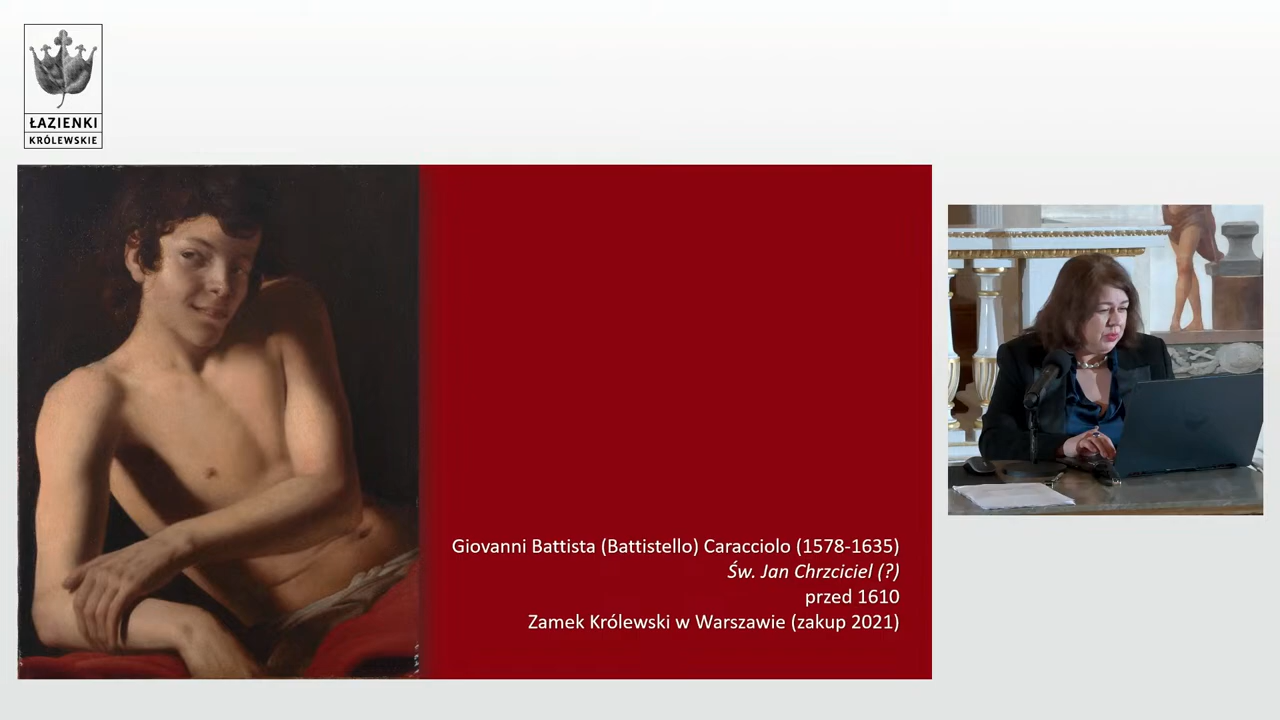 ŁAZIENKI
KRÓLEWSKIE
Giovanni Battista (Battistello) Caracciolo (1578-1635)
Św. Jan Chrzciciel (?)
przed 1610
Zamek Królewski w Warszawie (zakup 2021)